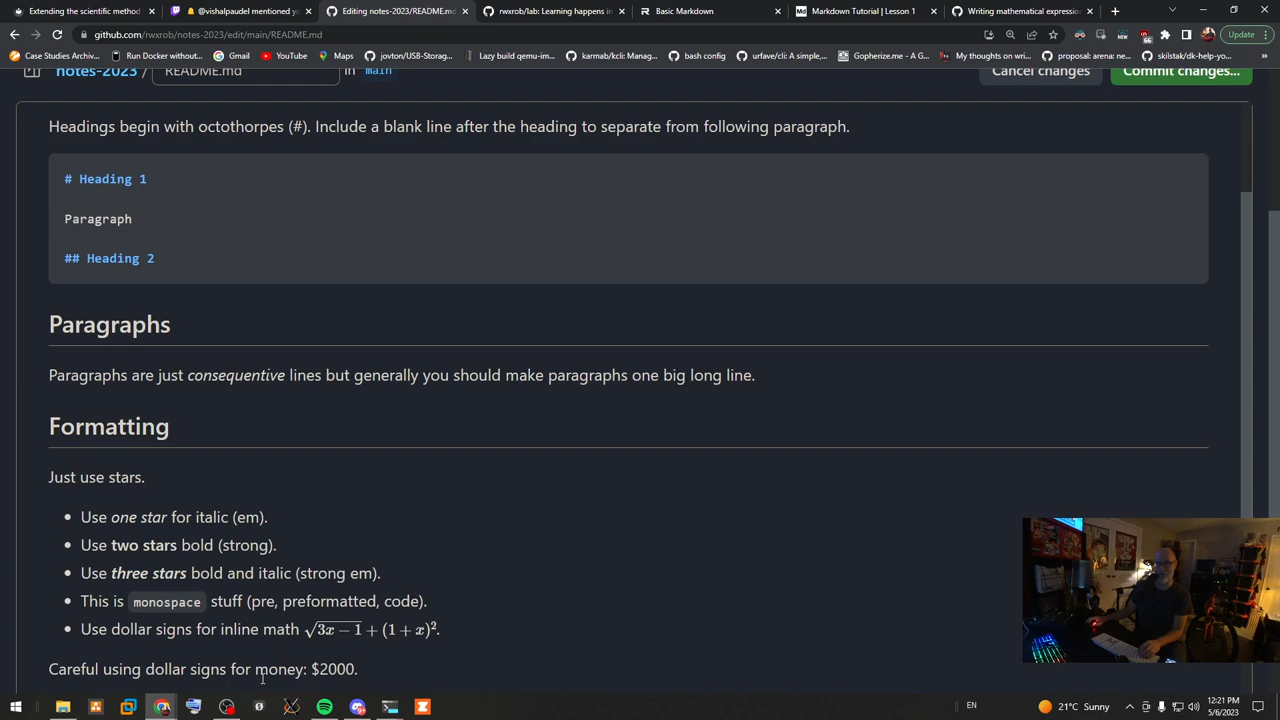 Extending the scientific method
@vishalpaudel mentioned yo
Editing notes-2023/README.md
rwxrob/lab: Learning happens in
Basic Markdown
Markdown Tutorial | Lesson 1
Writing mathematical expressio
github.com/rwxrob/notes-2023/edit/main/README.md
Update
Case Studies Archiv...
Run Docker without...
Gmail
YouTube
Maps
jotton/USB-Storag...
Lazy build qemu-im...
karmab/kcli: Manag...
bash config
urfave/cli: A simple,...
Gopherize.me - A G...
My thoughts on wri...
proposal: arena: ne...
skilstak/dk-help-yo...
notes-2023 / README.md in main
Cancel changes
Commit changes...
Headings begin with octothorpes (#). Include a blank line after the heading to separate from following paragraph.
# Heading 1
Paragraph
## Heading 2
Paragraphs
Paragraphs are just consequentive lines but generally you should make paragraphs one big long line.
Formatting
Just use stars.
Use one star for italic (em).
Use two stars bold (strong).
Use three stars bold and italic (strong em).
This is monospace stuff (pre, preformatted, code).
Use dollar signs for inline math √3x − 1 + (1 + x)².
Careful using dollar signs for money: $2000.
EN
21°C Sunny
12:21 PM
5/6/2023